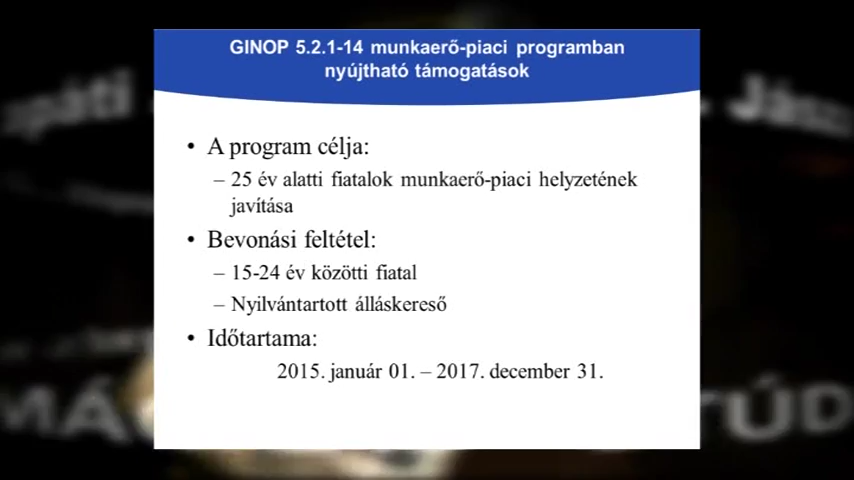 GINOP 5.2.1-14 munkaerő-piaci programban
nyújtható támogatások
• A program célja:
– 25 év alatti fiatalok munkaerő-piaci helyzetének
javítása
• Bevonási feltétel:
– 15-24 év közötti fiatal
– Nyilvántartott álláskereső
• Időtartama:
2015. január 01. – 2017. december 31.